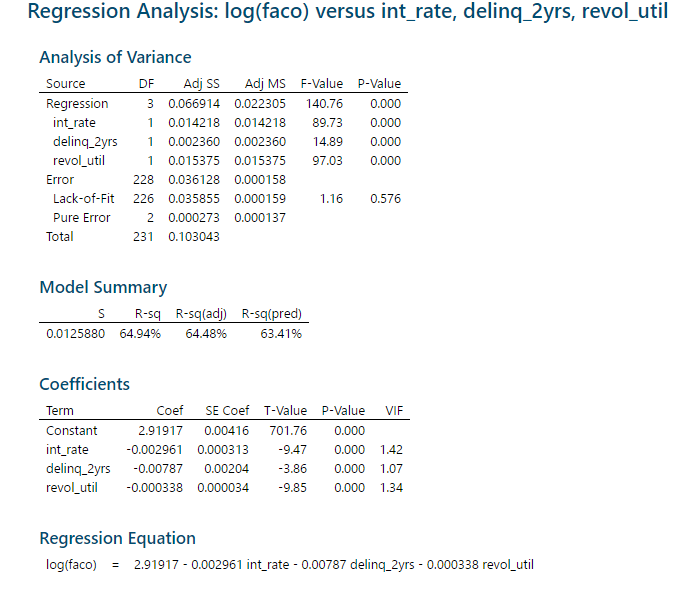 Regression Analysis: log(faco) versus int_rate, delinq_2yrs, revol_util
Analysis of Variance
Source DF Adj SS Adj MS F-Value P-Value
Regression 3 0.066914 0.022305 140.76 0.000
int_rate 1 0.014218 0.014218 89.73 0.000
delinq_2yrs 1 0.002360 0.002360 14.89 0.000
revol_util 1 0.015375 0.015375 97.03 0.000
Error 228 0.036128 0.000158
Lack-of-Fit 226 0.035855 0.000159 1.16 0.576
Pure Error 2 0.000273 0.000137
Total 231 0.103043
Model Summary
S R-sq R-sq(adj) R-sq(pred)
0.0125880 64.94% 64.48% 63.41%
Coefficients
Term Coef SE Coef T-Value P-Value VIF
Constant 2.91917 0.00416 701.76 0.000
int_rate -0.002961 0.000313 -9.47 0.000 1.42
delinq_2yrs -0.00787 0.00204 -3.86 0.000 1.07
revol_util -0.000338 0.000034 -9.85 0.000 1.34
Regression Equation
log(faco) = 2.91917 - 0.002961 int_rate - 0.00787 delinq_2yrs - 0.000338 revol_util